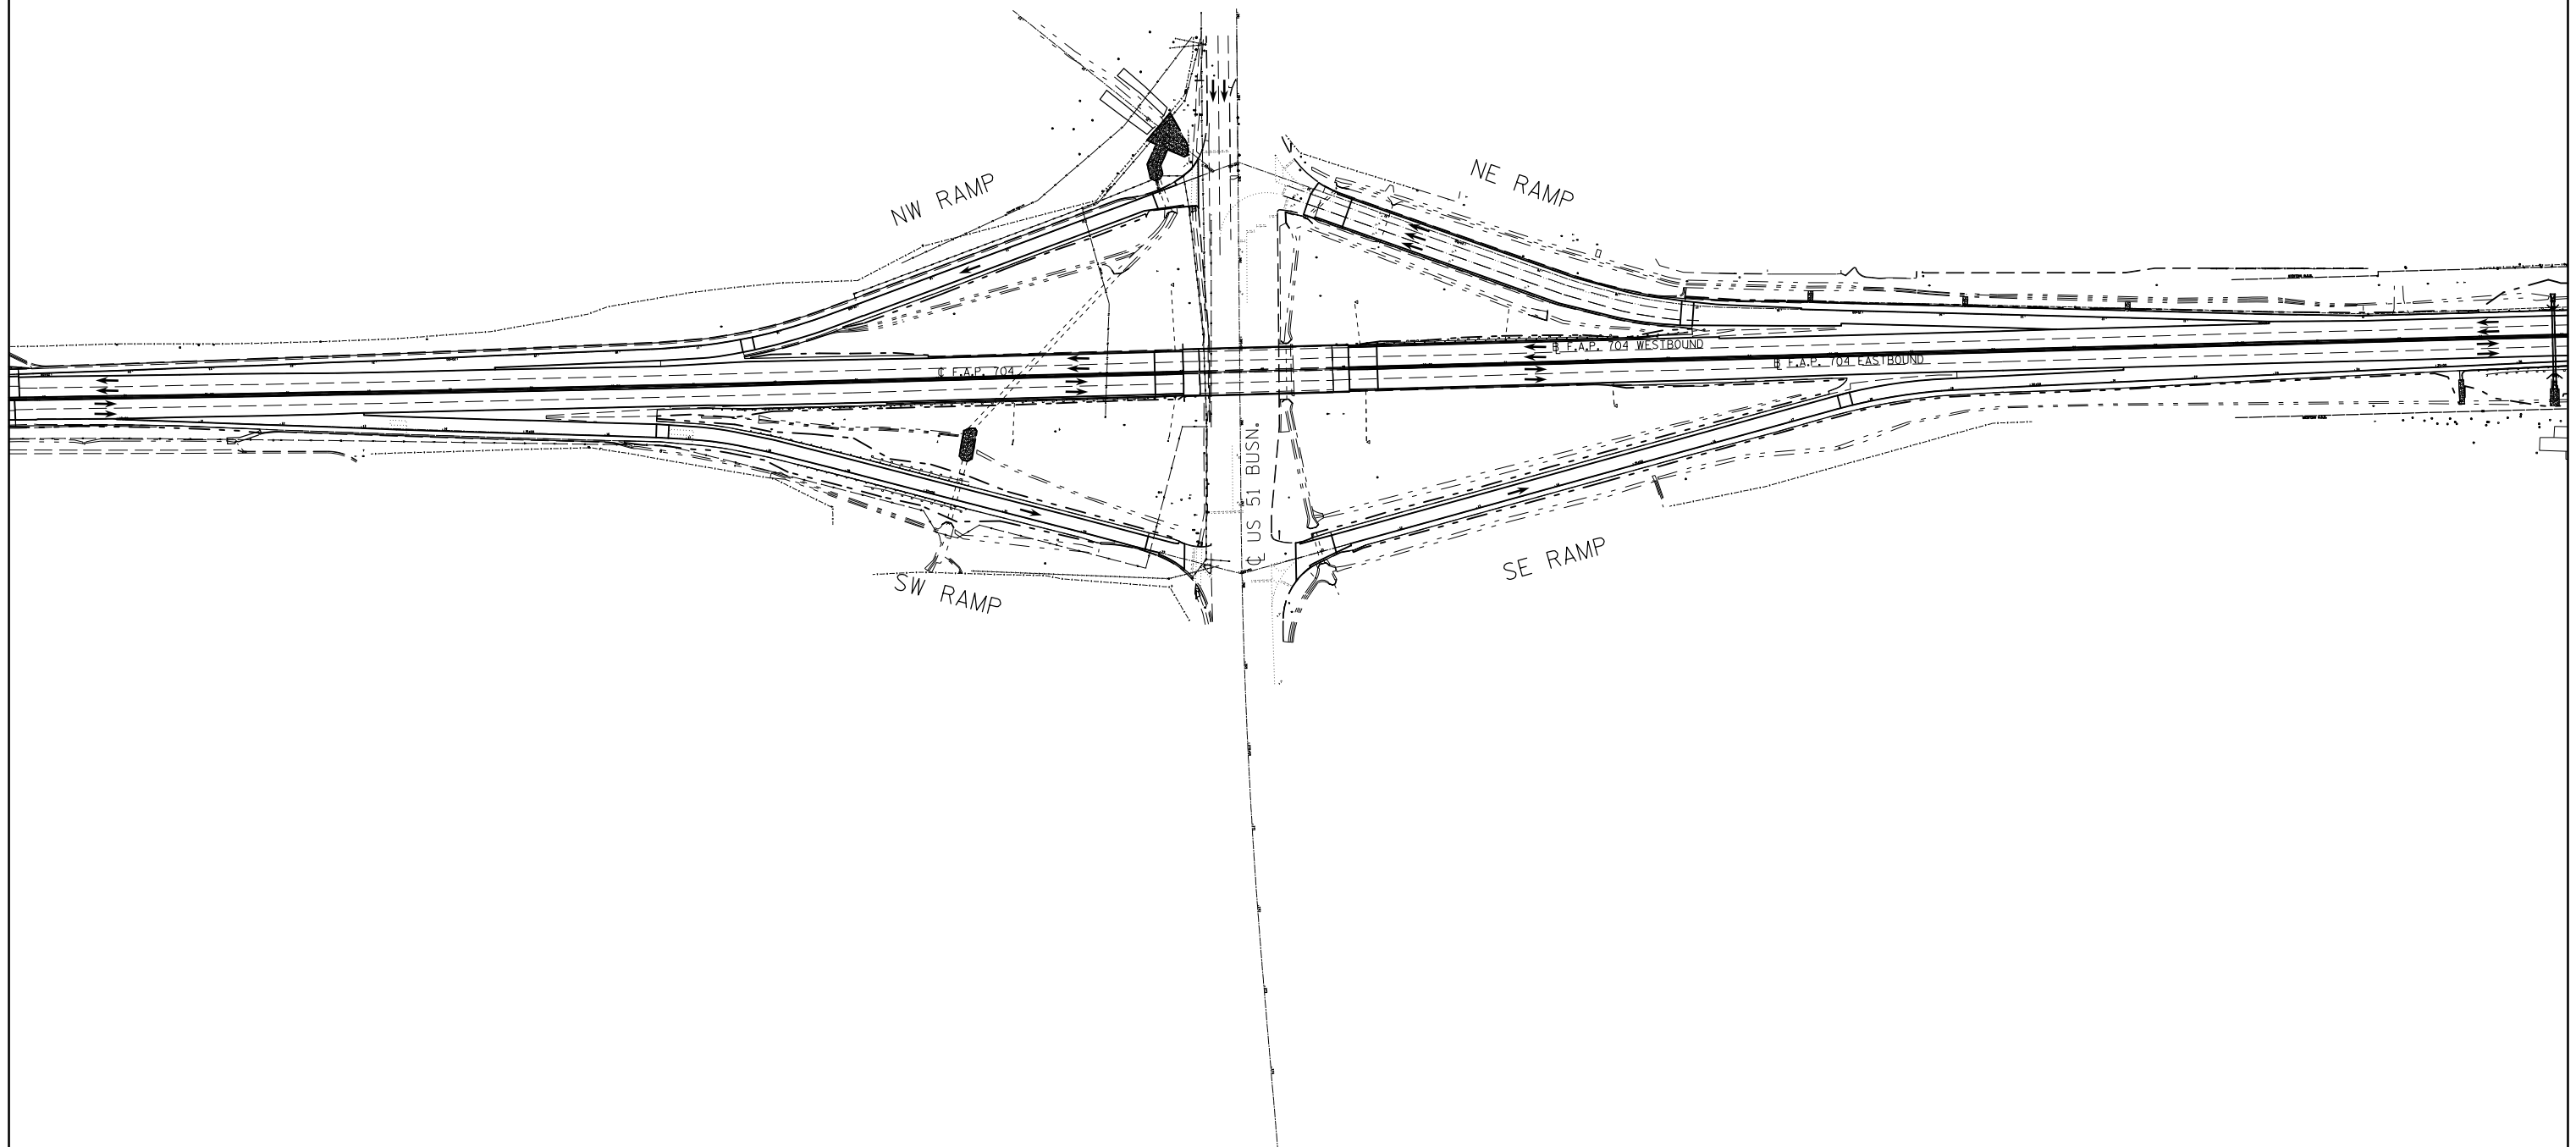 NW RAMP
NE RAMP
℄ F.A.P. 704
F.A.P. 704 WESTBOUND
F.A.P. 704 EASTBOUND
℄ US 51 BUSN.
SW RAMP
SE RAMP